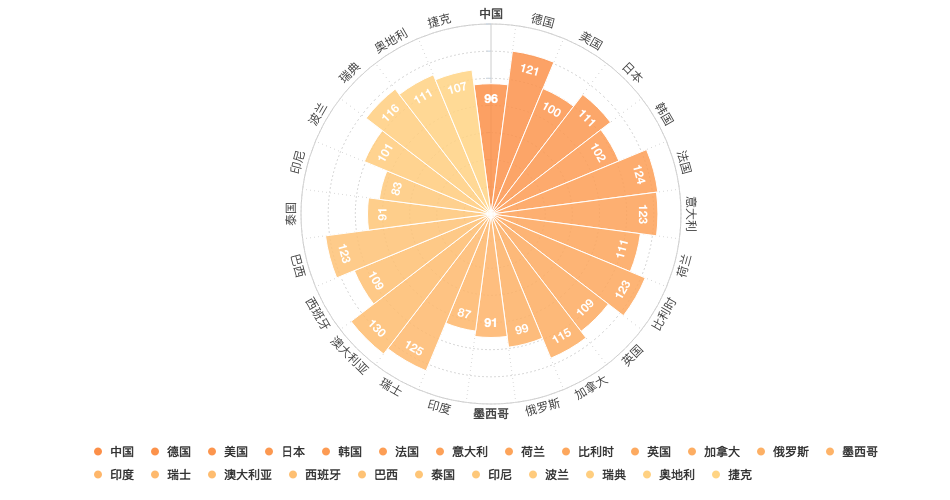 中国
德国
美国
日本
韩国
法国
意大利
荷兰
比利时
英国
加拿大
俄罗斯
墨西哥
印度
瑞士
澳大利亚
西班牙
巴西
泰国
印尼
波兰
瑞典
奥地利
捷克
96
121
100
111
102
124
123
111
123
109
115
99
91
87
125
130
109
123
91
83
101
116
111
107
中国 德国 美国 日本 韩国 法国 意大利 荷兰 比利时 英国 加拿大 俄罗斯 墨西哥
印度 瑞士 澳大利亚 西班牙 巴西 泰国 印尼 波兰 瑞典 奥地利 捷克